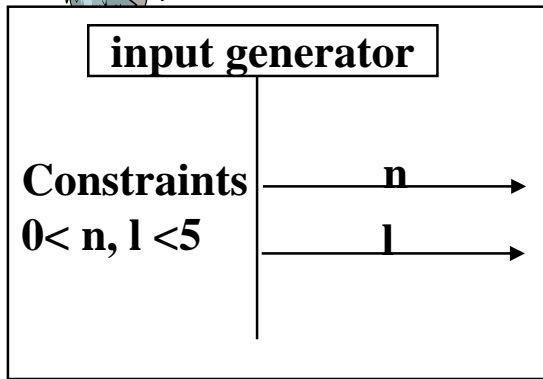 input generator
Constraints
n
0< n, l <5
l